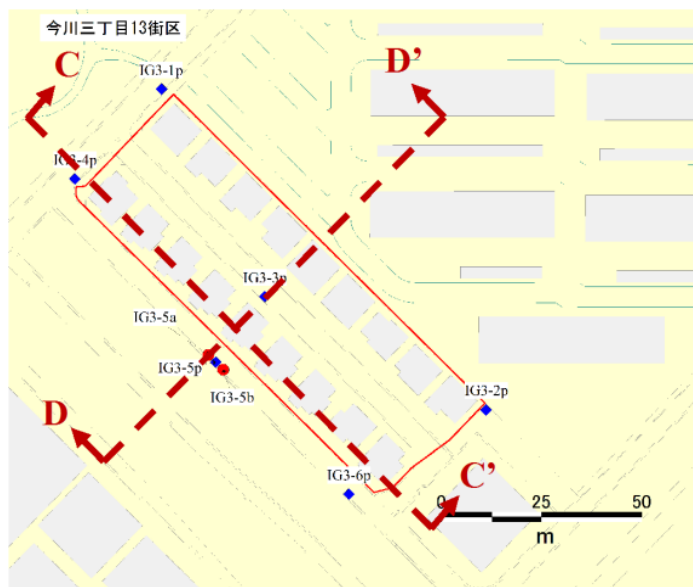 今川三丁目13街区
C
IG3-1p
D'
IG3-4p
IG3-3p
IG3-5a
IG3-5p
IG3-5b
IG3-2p
D
IG3-6p
C'
0 25 50
m